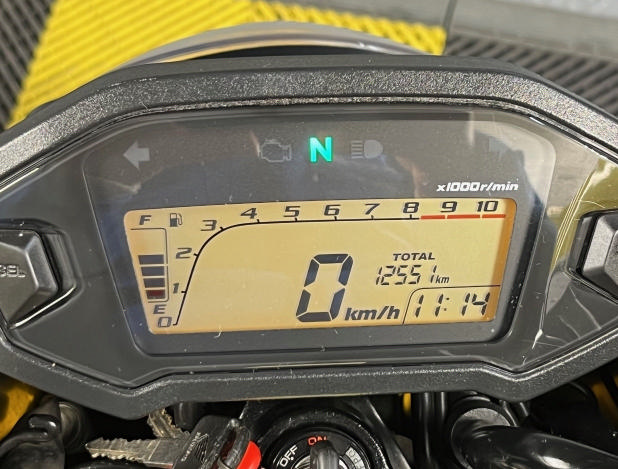 N
x1000r/min
F 3 4 5 6 7 8 9 10
2
TOTAL
12551km
1
E
0
0 km/h 11:14
SEL
OFF
ON